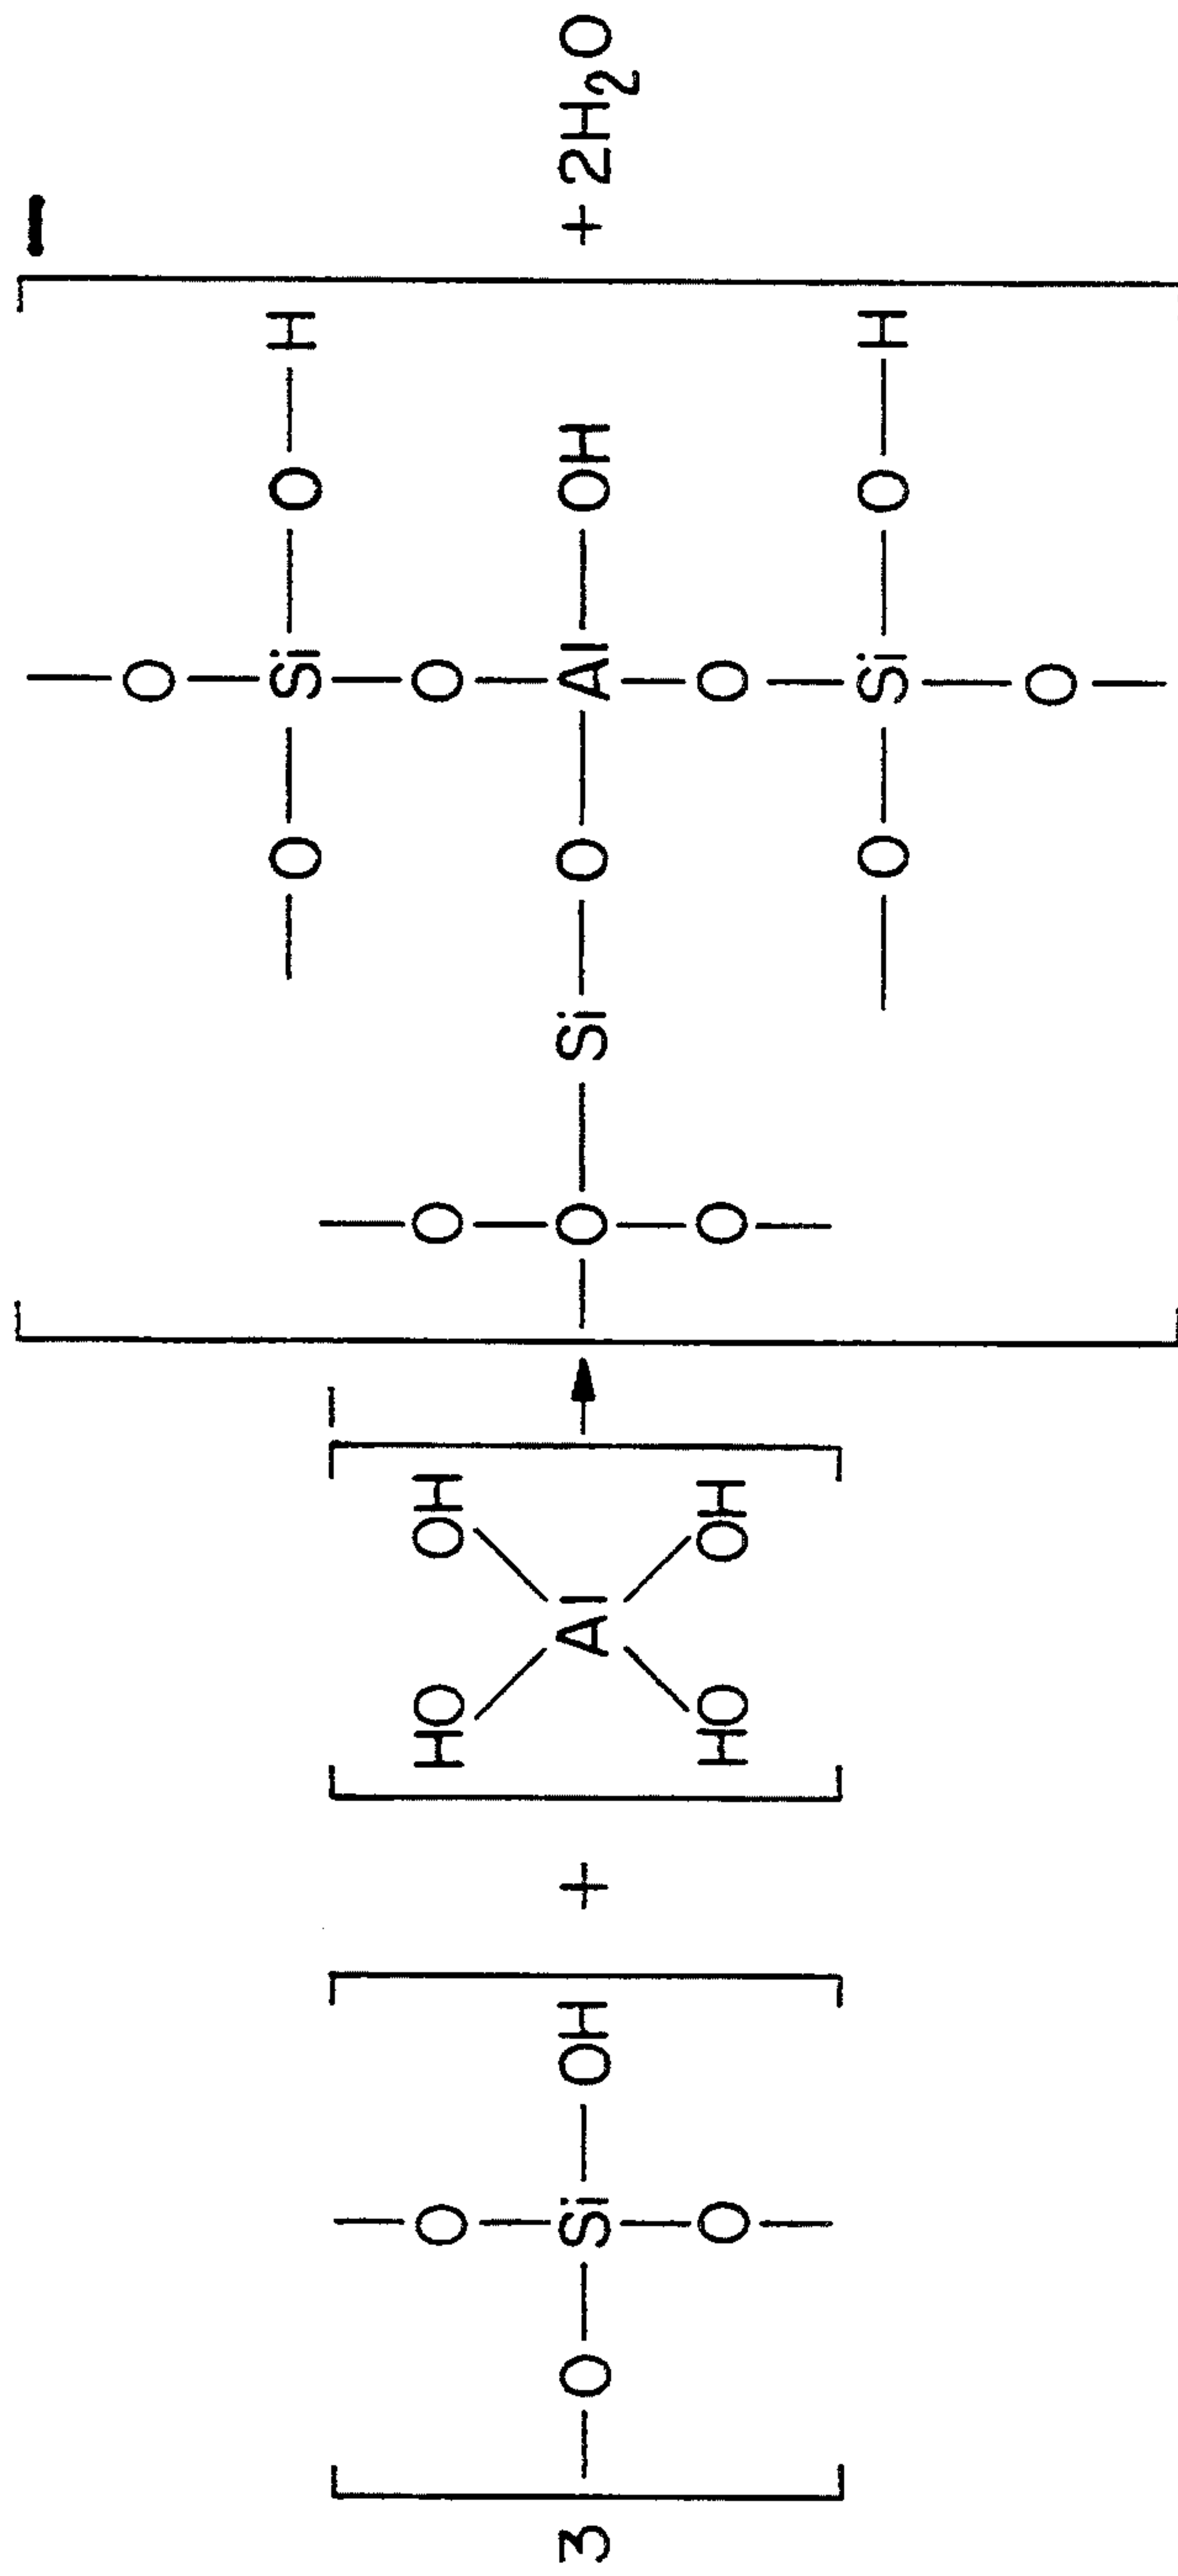 O
— O — Si — O — H
O HO OH O O
3 [ — O — Si — OH ] + [ Al ]⁻ → [ — O — Si — O — Al — OH ]⁻ + 2H₂O
O HO OH O O
— O — Si — O — H
O